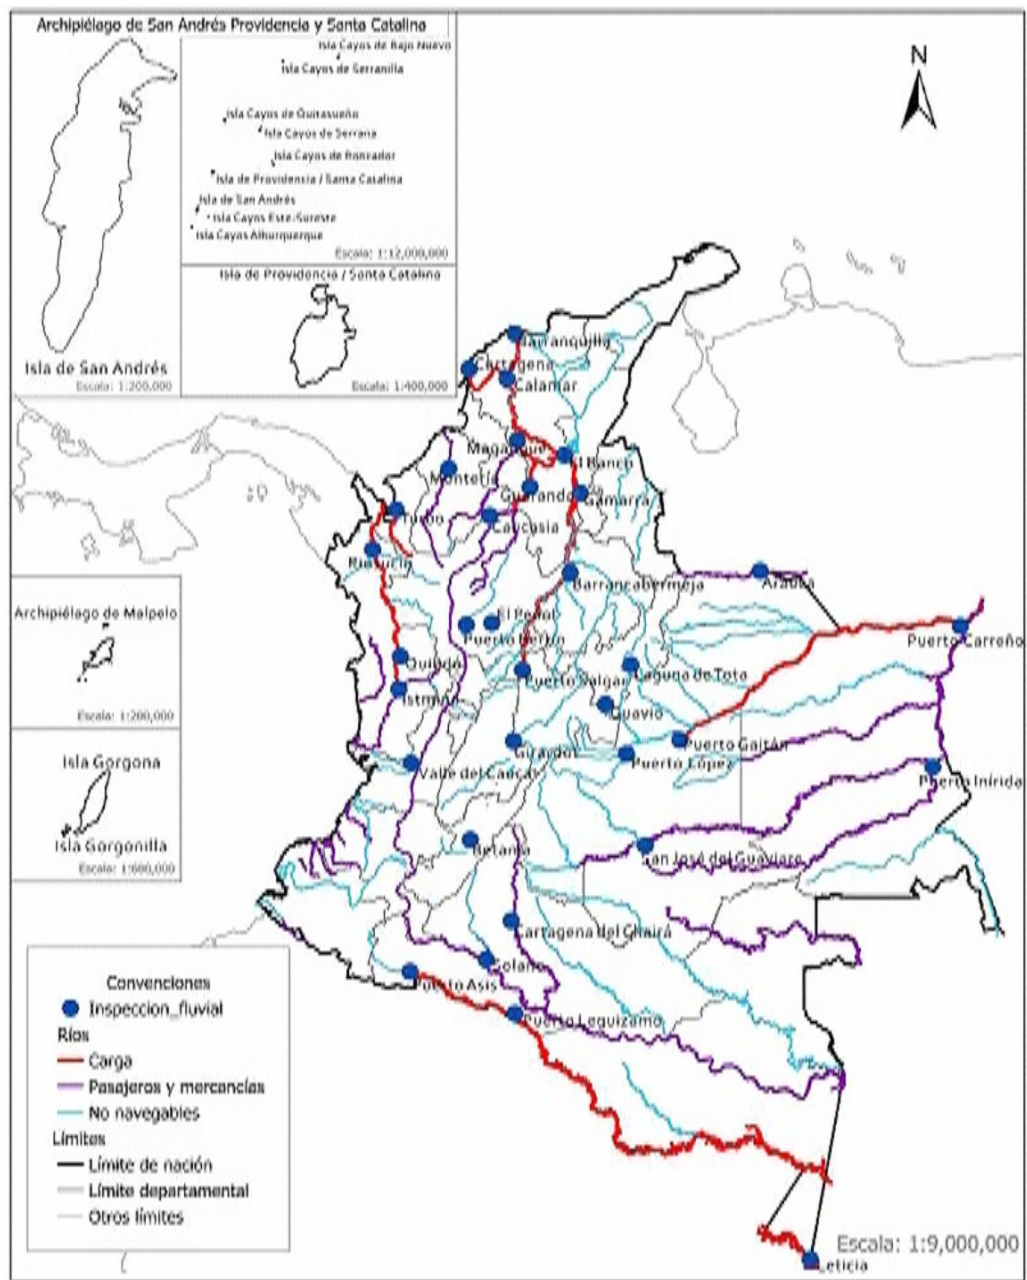 Archipiélago de San Andrés Providencia y Santa Catalina
Isla Cayos de Bajo Nuevo
Isla Cayos de Serranilla
Isla Cayos de Quitasueño
Isla Cayos de Serrana
Isla Cayos de Roncador
Isla de Providencia / Santa Catalina
Isla de San Andrés
Isla Cayos Este-Sureste
Isla Cayos Alburquerque
Escala: 1:12,000,000
Isla de Providencia / Santa Catalina
Isla de San Andrés
Escala: 1:200,000
Escala: 1:400,000
N
Barranquilla
Cartagena
Calamar
Magangué
El Banco
Montería
Guaranda
Gamarra
Turbo
Caucasia
Riosucio
Barrancabermeja
Arauca
Archipiélago de Malpelo
Escala: 1:200,000
El Peñol
Puerto Berrío
Puerto Carreño
Quibdó
Puerto Salgar
Laguna de Tota
Istmina
Guavio
Girardot
Puerto Gaitán
Puerto López
Valle del Cauca
Puerto Inírida
Isla Gorgona
Isla Gorgonilla
Escala: 1:600,000
Betania
San José del Guaviare
Cartagena del Chairá
Solano
Puerto Asis
Puerto Leguizamo
Convenciones
Inspeccion_fluvial
Ríos
Carga
Pasajeros y mercancías
No navegables
Límites
Límite de nación
Límite departamental
Otros límites
Escala: 1:9,000,000
Leticia